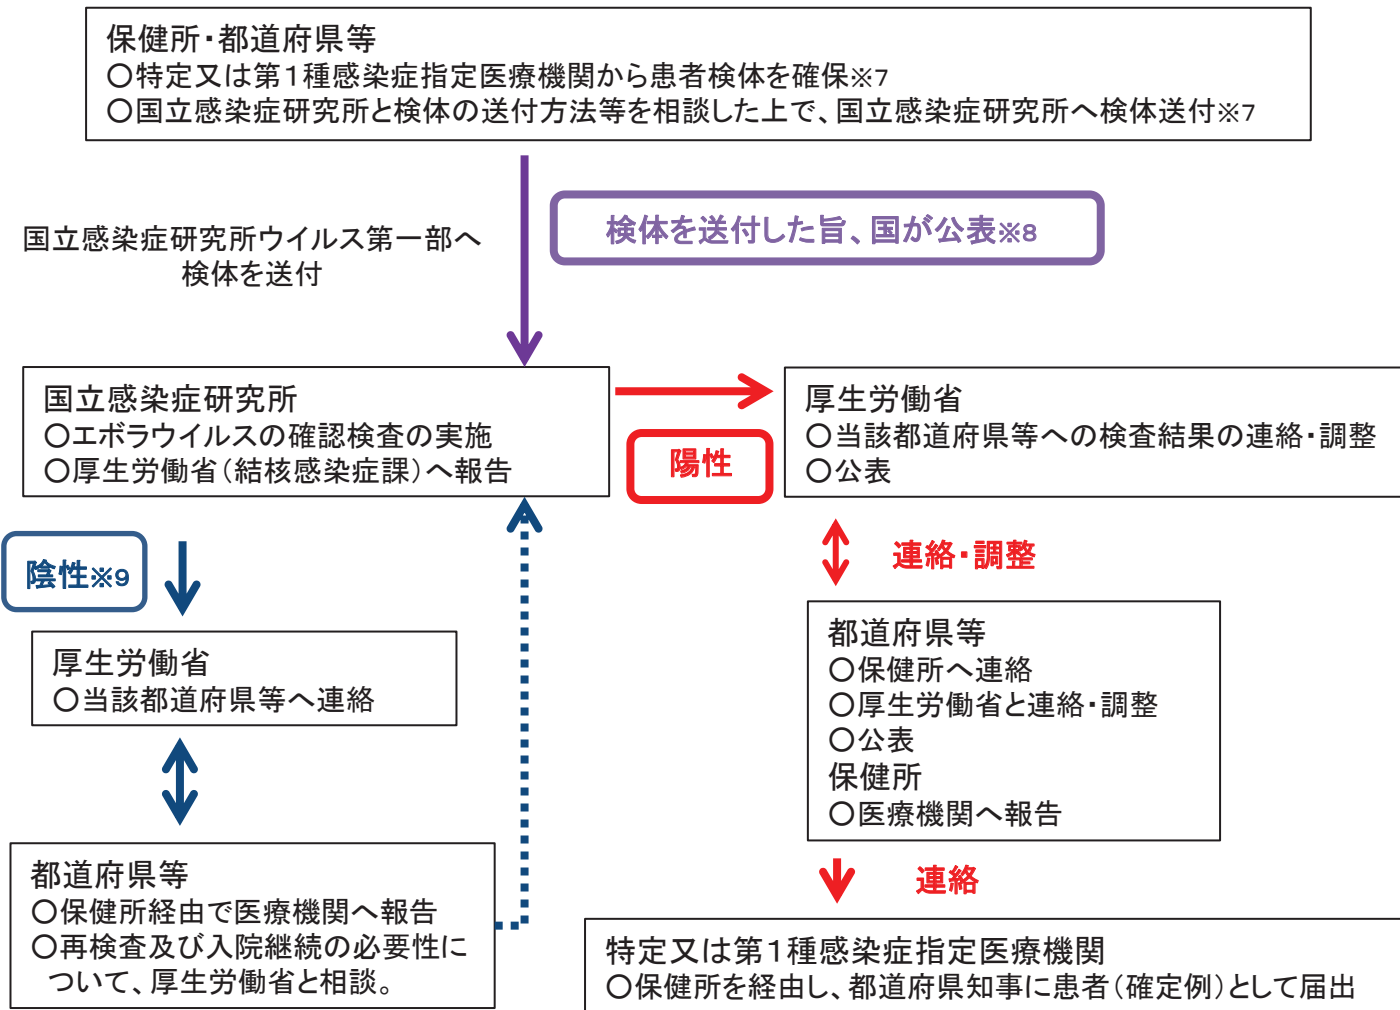 保健所・都道府県等
○特定又は第1種感染症指定医療機関から患者検体を確保※7
○国立感染症研究所と検体の送付方法等を相談した上で、国立感染症研究所へ検体送付※7
国立感染症研究所ウイルス第一部へ
検体を送付
検体を送付した旨、国が公表※8
国立感染症研究所
○エボラウイルスの確認検査の実施
○厚生労働省(結核感染症課)へ報告
陽性
厚生労働省
○当該都道府県等への検査結果の連絡・調整
○公表
陰性※9
連絡・調整
厚生労働省
○当該都道府県等へ連絡
都道府県等
○保健所へ連絡
○厚生労働省と連絡・調整
○公表
保健所
○医療機関へ報告
都道府県等
○保健所経由で医療機関へ報告
○再検査及び入院継続の必要性に
ついて、厚生労働省と相談。
連絡
特定又は第1種感染症指定医療機関
○保健所を経由し、都道府県知事に患者(確定例)として届出